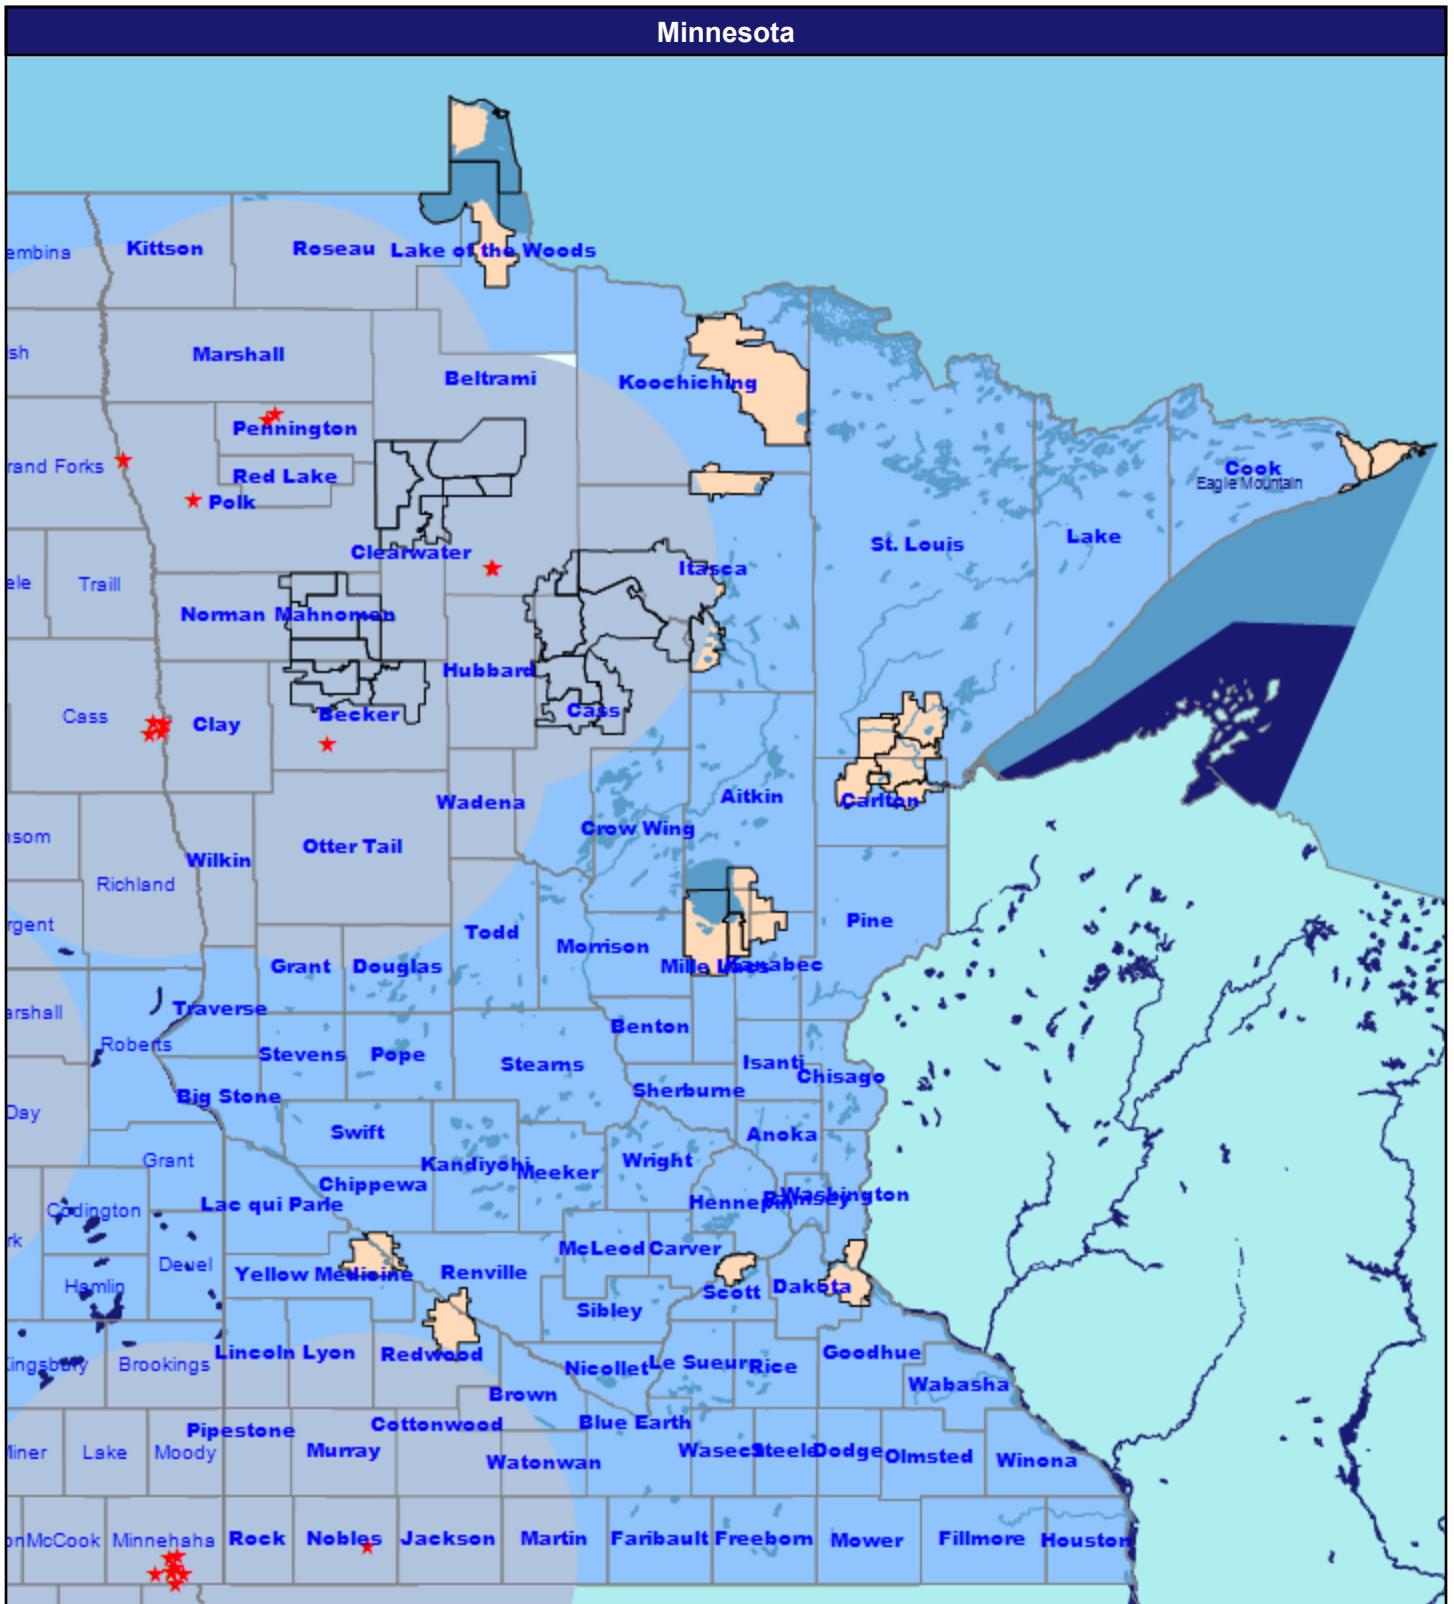 Minnesota
embina
Kittson
Roseau
Lake of the Woods
sh
Marshall
Beltrami
Koochiching
Pennington
rand Forks
Red Lake
Polk
Cook
Eagle Mountain
Clearwater
St. Louis
Lake
ele
Traill
Itasca
Norman
Mahnomen
Hubbard
Cass
Clay
Becker
Cass
Wadena
Aitkin
Carlton
Crow Wing
nsom
Wilkin
Otter Tail
Richland
rgent
Todd
Morrison
Pine
Grant
Douglas
Mille Lacs
Kanabec
arshall
Traverse
Roberts
Benton
Stevens
Pope
Stearns
Isanti
Chisago
Sherburne
Big Stone
Day
Swift
Anoka
Grant
Kandiyohi
Meeker
Wright
Chippewa
Codington
Lac qui Parle
Hennepin
Ramsey
Washington
rk
McLeod
Carver
Deuel
Hamlin
Yellow Medicine
Renville
Scott
Dakota
Sibley
Kingsbury
Brookings
Lincoln
Lyon
Redwood
Nicollet
Le Sueur
Rice
Goodhue
Wabasha
Brown
Pipestone
Cottonwood
Blue Earth
Miner
Lake
Moody
Murray
Watonwan
Waseca
Steele
Dodge
Olmsted
Winona
on
McCook
Minnehaha
Rock
Nobles
Jackson
Martin
Faribault
Freeborn
Mower
Fillmore
Houston